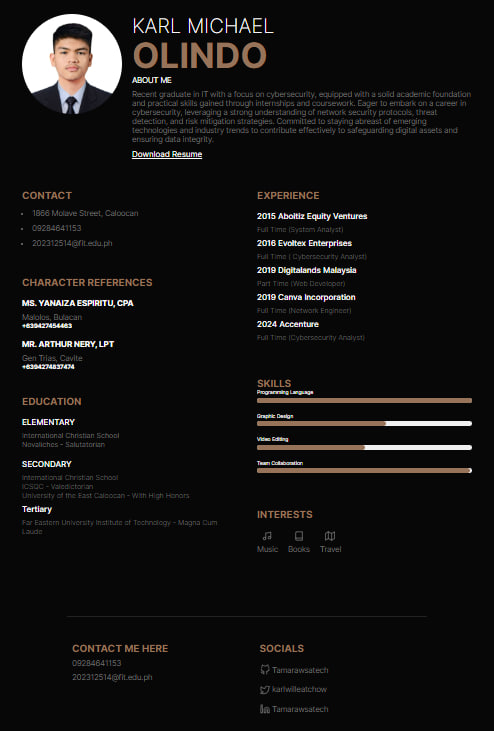 KARL MICHAEL
OLINDO
ABOUT ME
Recent graduate in IT with a focus on cybersecurity, equipped with a solid academic foundation
and practical skills gained through internships and coursework. Eager to embark on a career in
cybersecurity, leveraging a strong understanding of network security protocols, threat
detection, and risk mitigation strategies. Committed to staying abreast of emerging
technologies and industry trends to contribute effectively to safeguarding digital assets and
ensuring data integrity.
Download Resume
CONTACT
1866 Molave Street, Caloocan
09284641153
202312514@fit.edu.ph
CHARACTER REFERENCES
MS. YANAIZA ESPIRITU, CPA
Malolos, Bulacan
+639427454463
MR. ARTHUR NERY, LPT
Gen Trias, Cavite
+639274837474
EDUCATION
ELEMENTARY
International Christian School
Novaliches - Salutatorian
SECONDARY
International Christian School
ICSQC - Valedictorian
University of the East Caloocan - With High Honors
Tertiary
Far Eastern University Institute of Technology - Magna Cum
Laude
EXPERIENCE
2015 Aboitiz Equity Ventures
Full Time (System Analyst)
2016 Evoltex Enterprises
Full Time ( Cybersecurity Analyst)
2019 Digitalands Malaysia
Part Time (Web Developer)
2019 Canva Incorporation
Full Time (Network Engineer)
2024 Accenture
Full Time (Cybersecurity Analyst)
SKILLS
Programming Language
Graphic Design
Video Editing
Team Collaboration
INTERESTS
Music Books Travel
CONTACT ME HERE
09284641153
202312514@fit.edu.ph
SOCIALS
Tamarawsatech
karlwilleatchow
Tamarawsatech